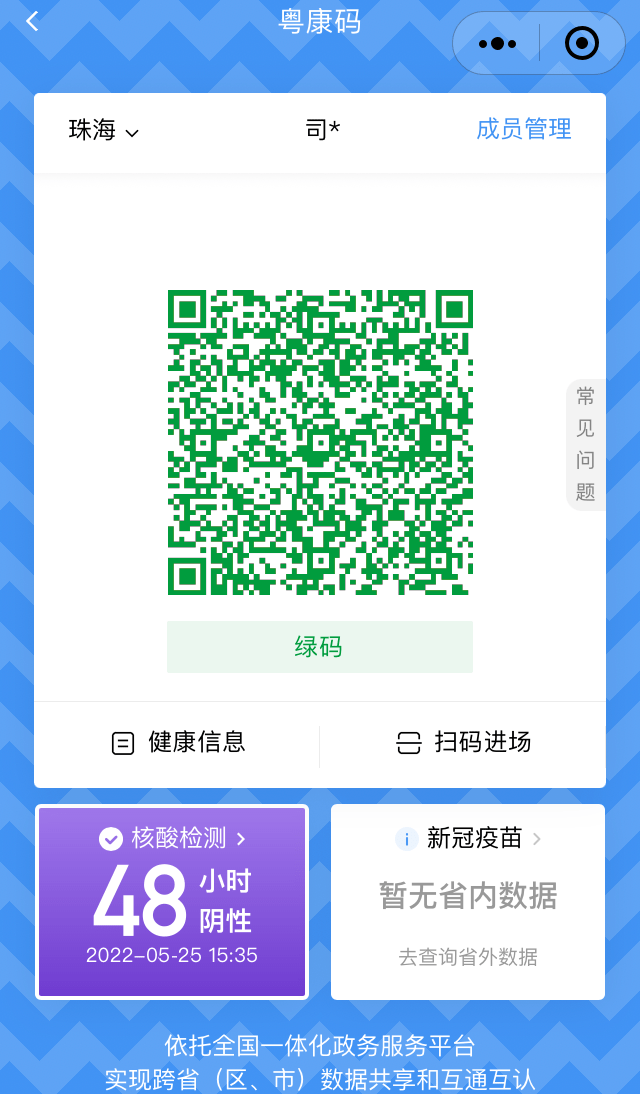 粤康码
珠海
司*
成员管理
常见问题
绿码
健康信息
扫码进场
核酸检测
48小时
阴性
2022-05-25 15:35
新冠疫苗
暂无省内数据
去查询省外数据
依托全国一体化政务服务平台
实现跨省（区、市）数据共享和互通互认